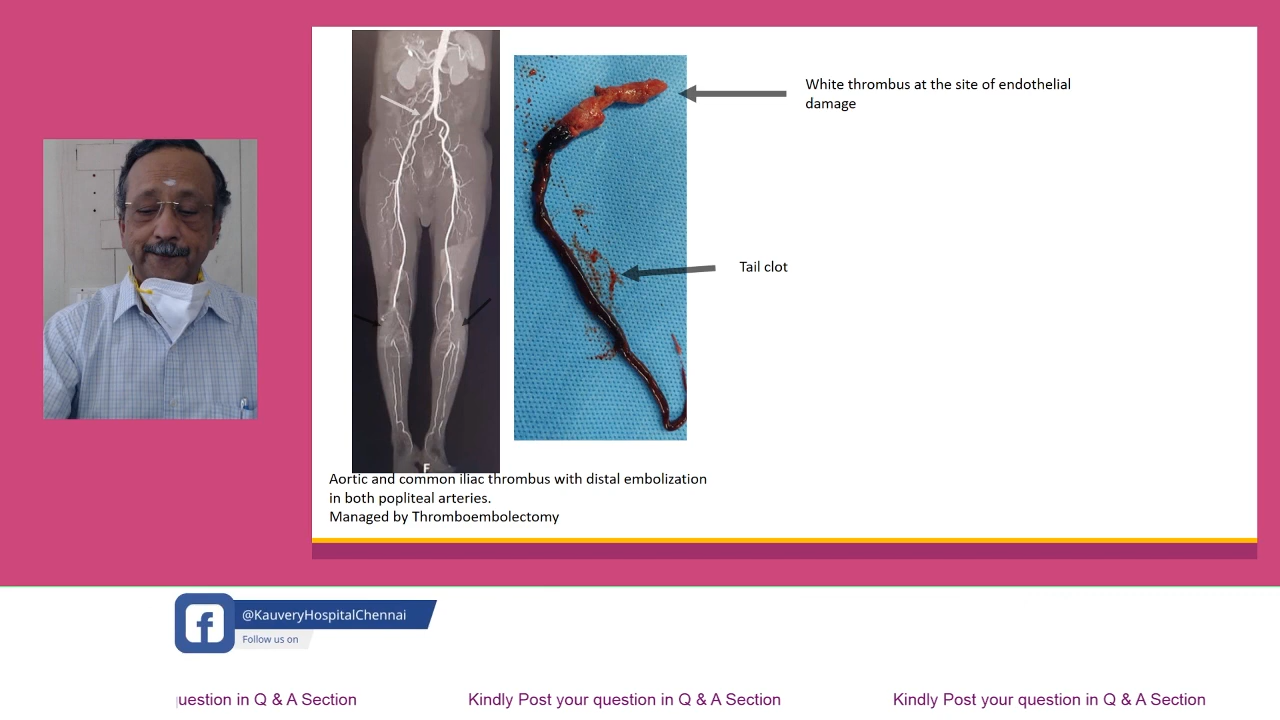 White thrombus at the site of endothelial
damage
Tail clot
F
Aortic and common iliac thrombus with distal embolization
in both popliteal arteries.
Managed by Thromboembolectomy
f
@KauveryHospitalChennai
Follow us on
uestion in Q & A Section
Kindly Post your question in Q & A Section
Kindly Post your question in Q & A Section